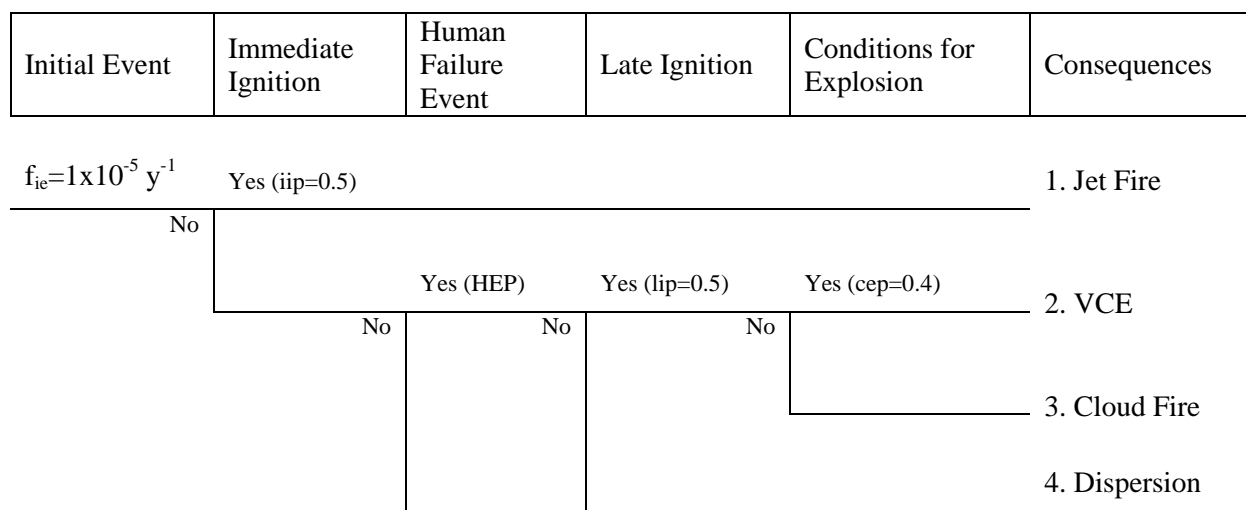 Initial Event
Immediate
Ignition
Human
Failure
Event
Late Ignition
Conditions for
Explosion
Consequences
f_ie=1x10^-5 y^-1
Yes (iip=0.5)
1. Jet Fire
No
Yes (HEP)
Yes (lip=0.5)
Yes (cep=0.4)
2. VCE
No
No
No
3. Cloud Fire
4. Dispersion